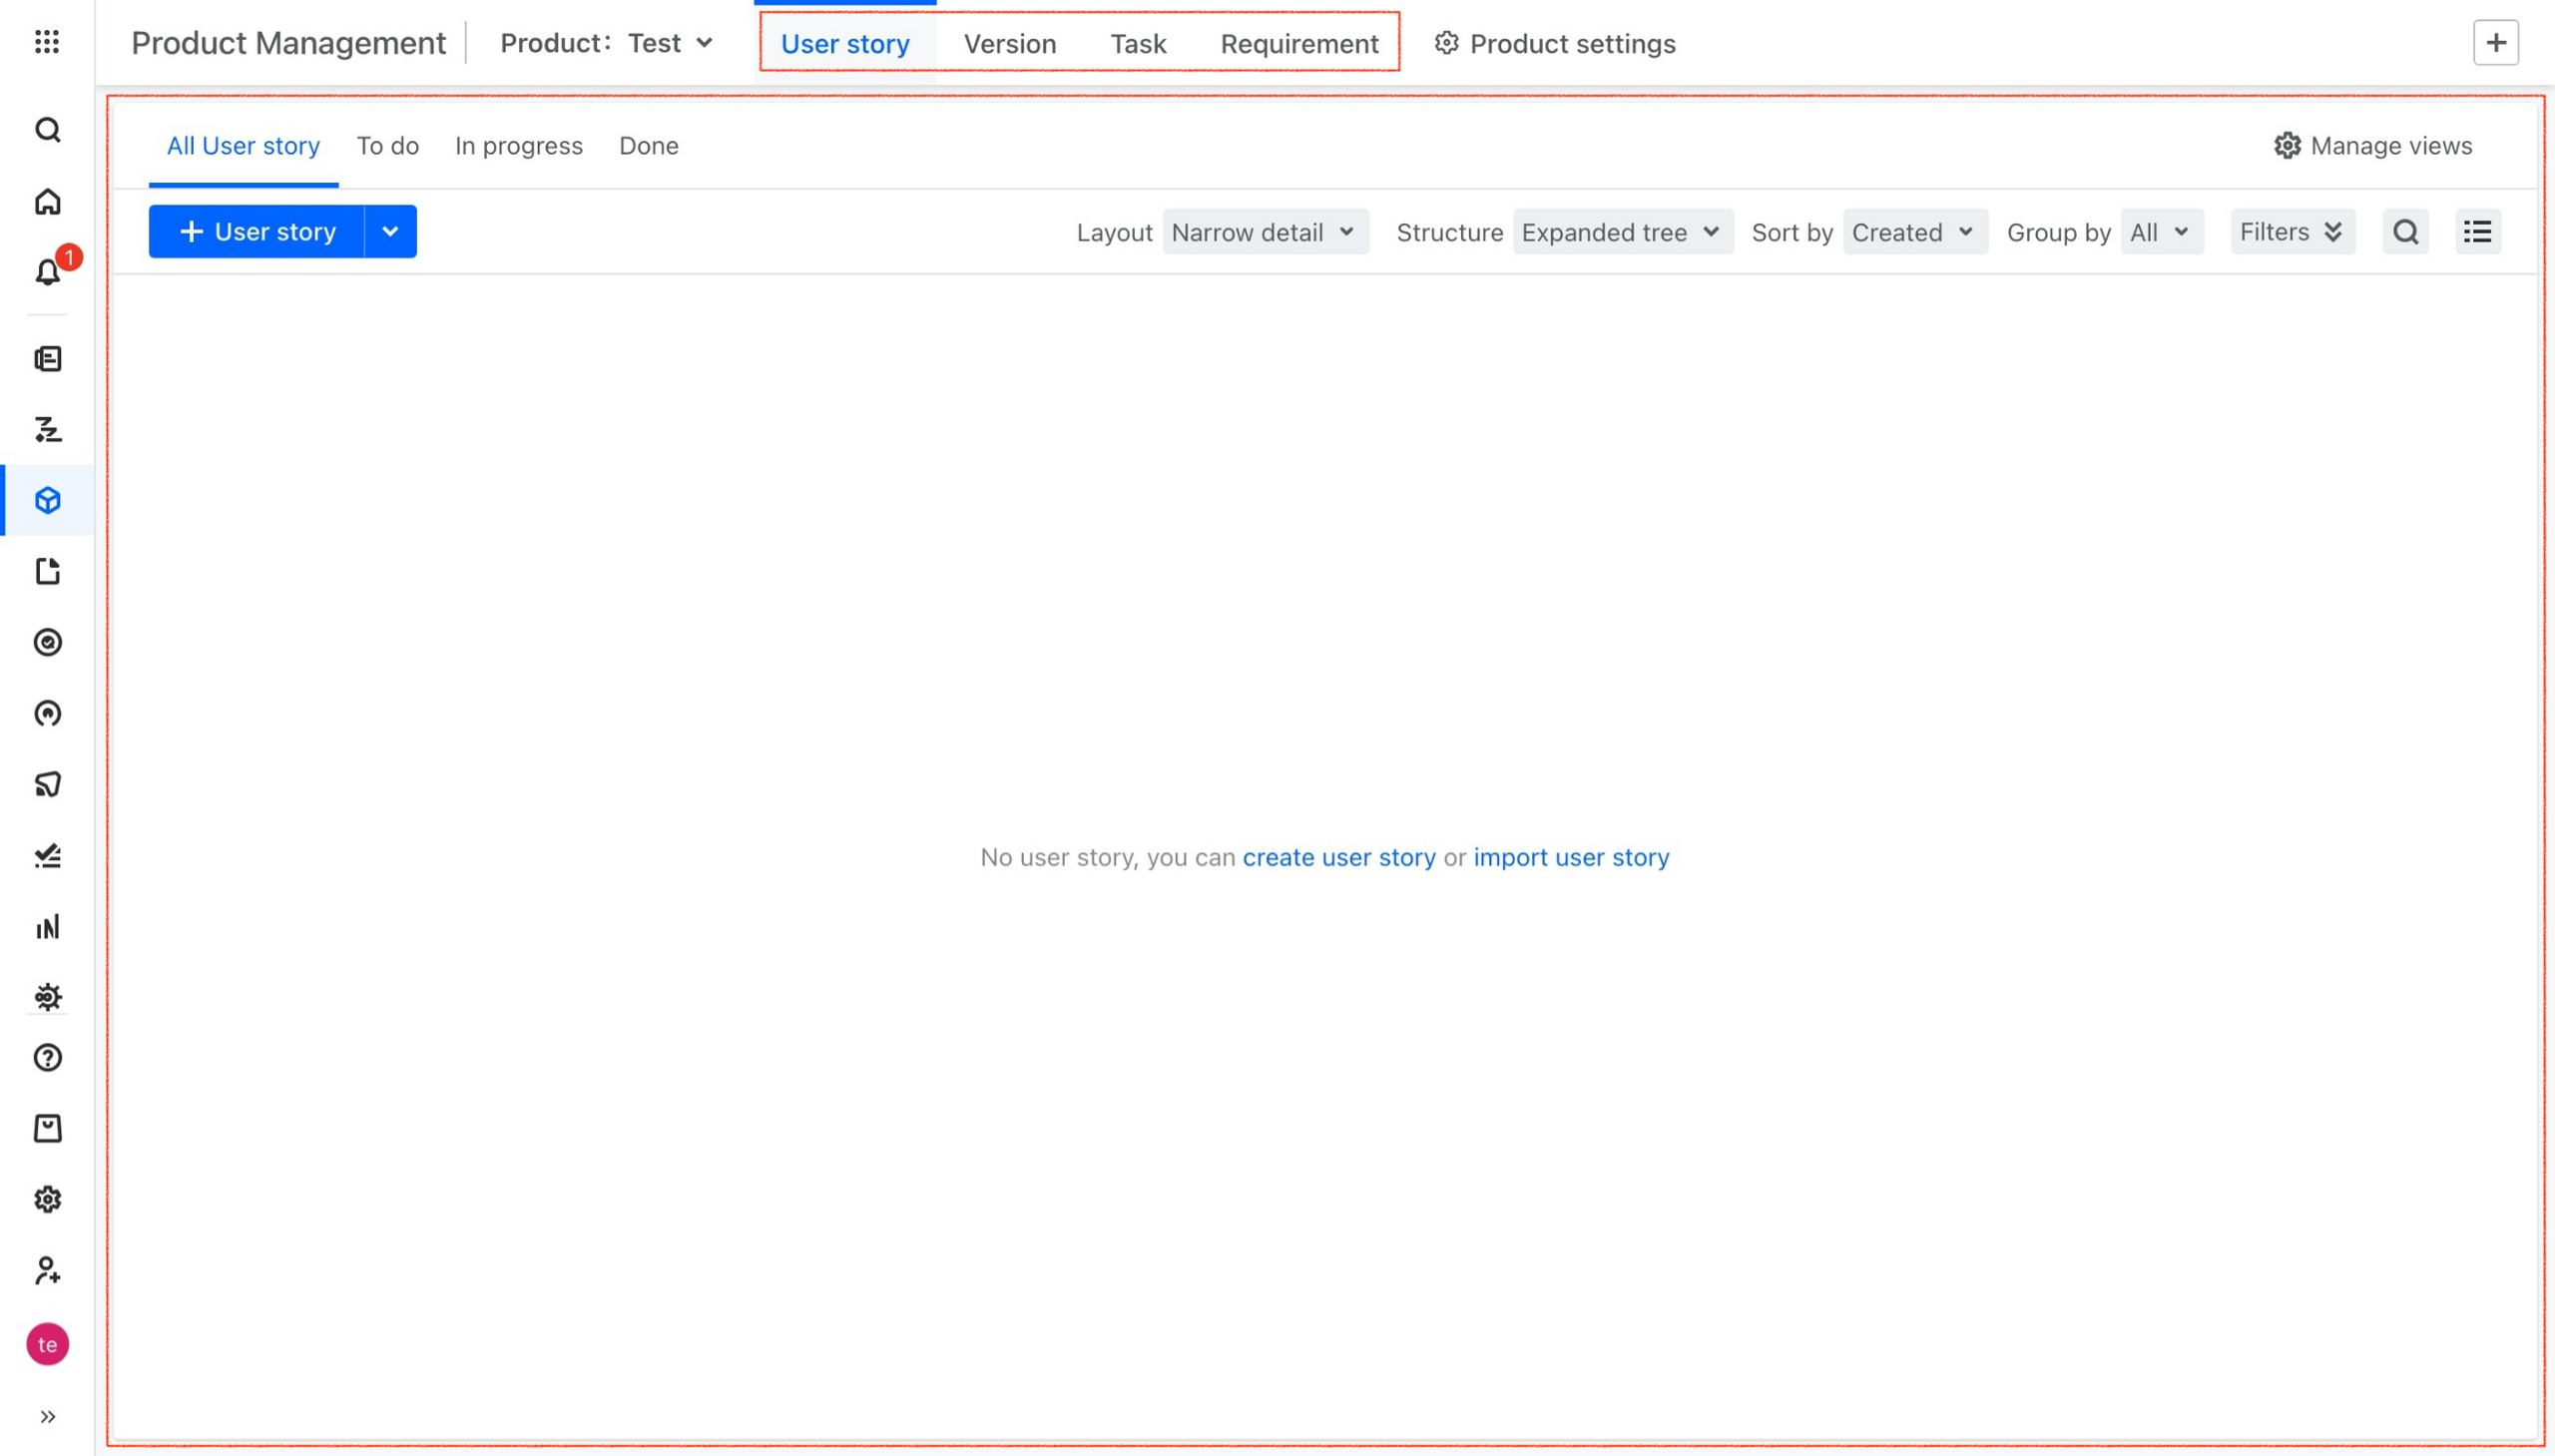 Product Management Product: Test User story Version Task Requirement Product settings
All User story To do In progress Done Manage views
User story Layout Narrow detail Structure Expanded tree Sort by Created Group by All Filters
1
No user story, you can create user story or import user story
te